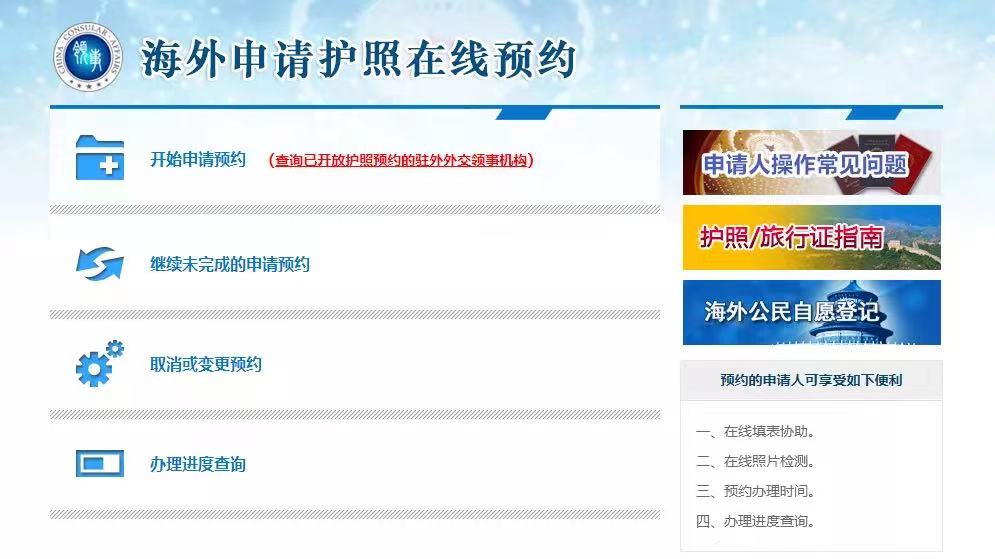 CHINA CONSULAR AFFAIRS
领事
海外申请护照在线预约
开始申请预约 (查询已开放护照预约的驻外外交领事机构)
继续未完成的申请预约
取消或变更预约
办理进度查询
申请人操作常见问题
护照/旅行证指南
海外公民自愿登记
预约的申请人可享受如下便利
一、在线填表协助。
二、在线照片检测。
三、预约办理时间。
四、办理进度查询。